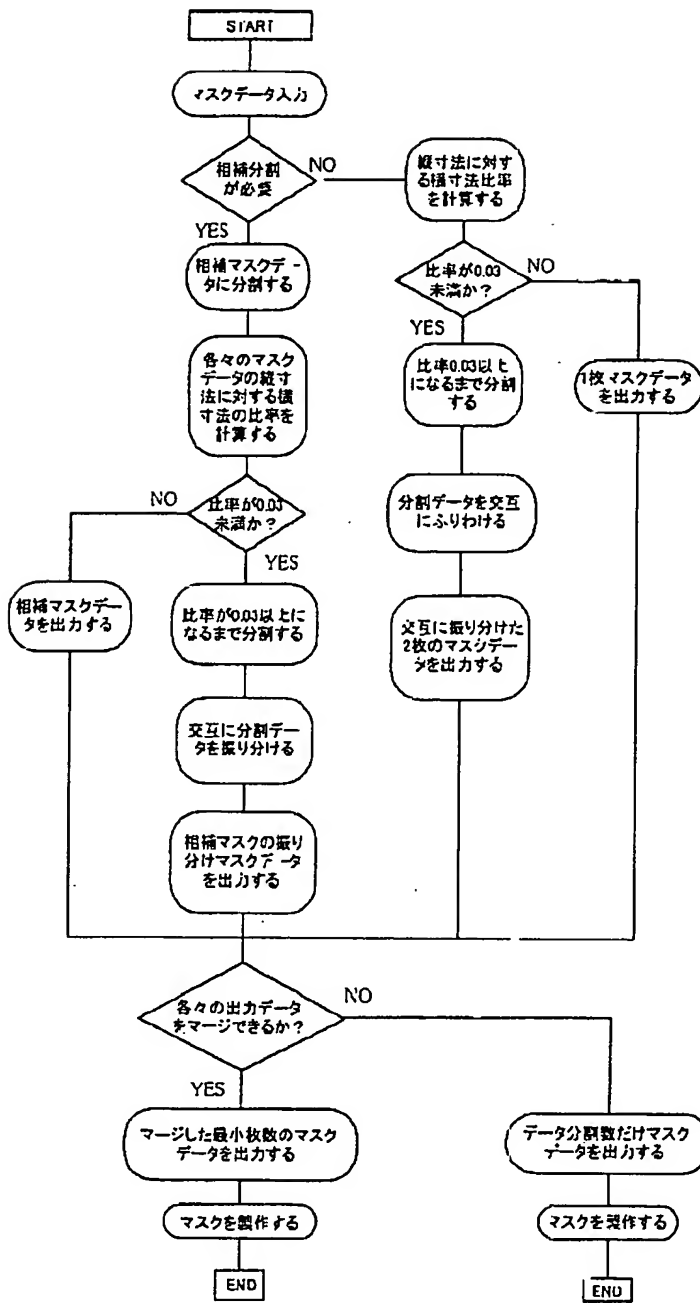 START
マスクデータ入力
相補分割
が必要
NO
YES
縦寸法に対す
る横寸法比率
を計算する
相補マスクデー
タに分割する
比率が0.03
未満か？
NO
YES
各々のマスク
データの縦寸
法に対する横
寸法の比率を
計算する
比率0.03以上
になるまで分割
する
1枚マスクデータ
を出力する
NO
比率が0.03
未満か？
YES
分割データを交互
にふりわける
相補マスクデー
タを出力する
比率が0.03以上に
なるまで分割する
交互に振り分けた
2枚のマスクデー
タを出力する
交互に分割デー
タを振り分ける
相補マスクの振り
分けマスクデータ
を出力する
各々の出力データ
をマージできるか？
NO
YES
マージした最小枚数のマスク
データを出力する
データ分割数だけマスク
データを出力する
マスクを製作する
マスクを製作する
END
END